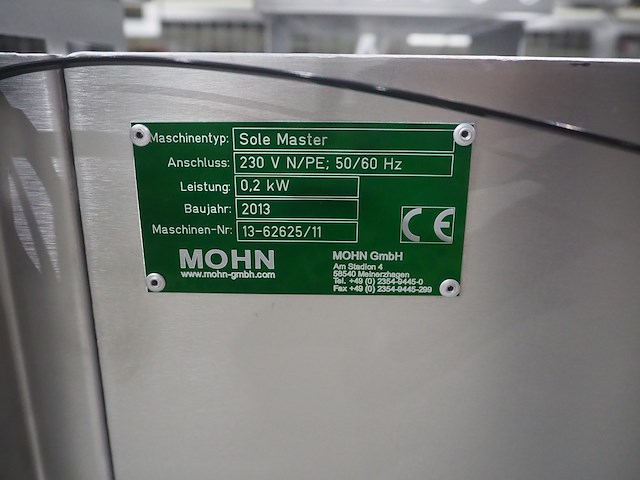 Maschinentyp: Sole Master
Anschluss: 230 V N/PE; 50/60 Hz
Leistung: 0,2 kW
Baujahr: 2013
Maschinen-Nr: 13-62625/11
CE
MOHN
www.mohn-gmbh.com
MOHN GmbH
Am Stadion 4
58540 Meinerzhagen
Tel. +49 (0) 2354-9445-0
Fax +49 (0) 2354-9445-299